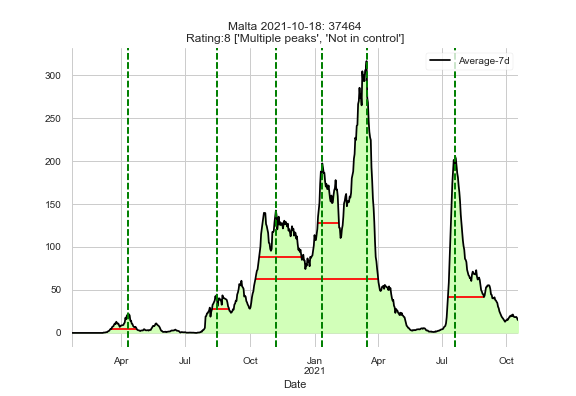 Malta 2021-10-18: 37464
Rating:8 ['Multiple peaks', 'Not in control']
Average-7d
300
250
200
150
100
50
0
Apr Jul Oct Jan Apr Jul Oct
2021
Date